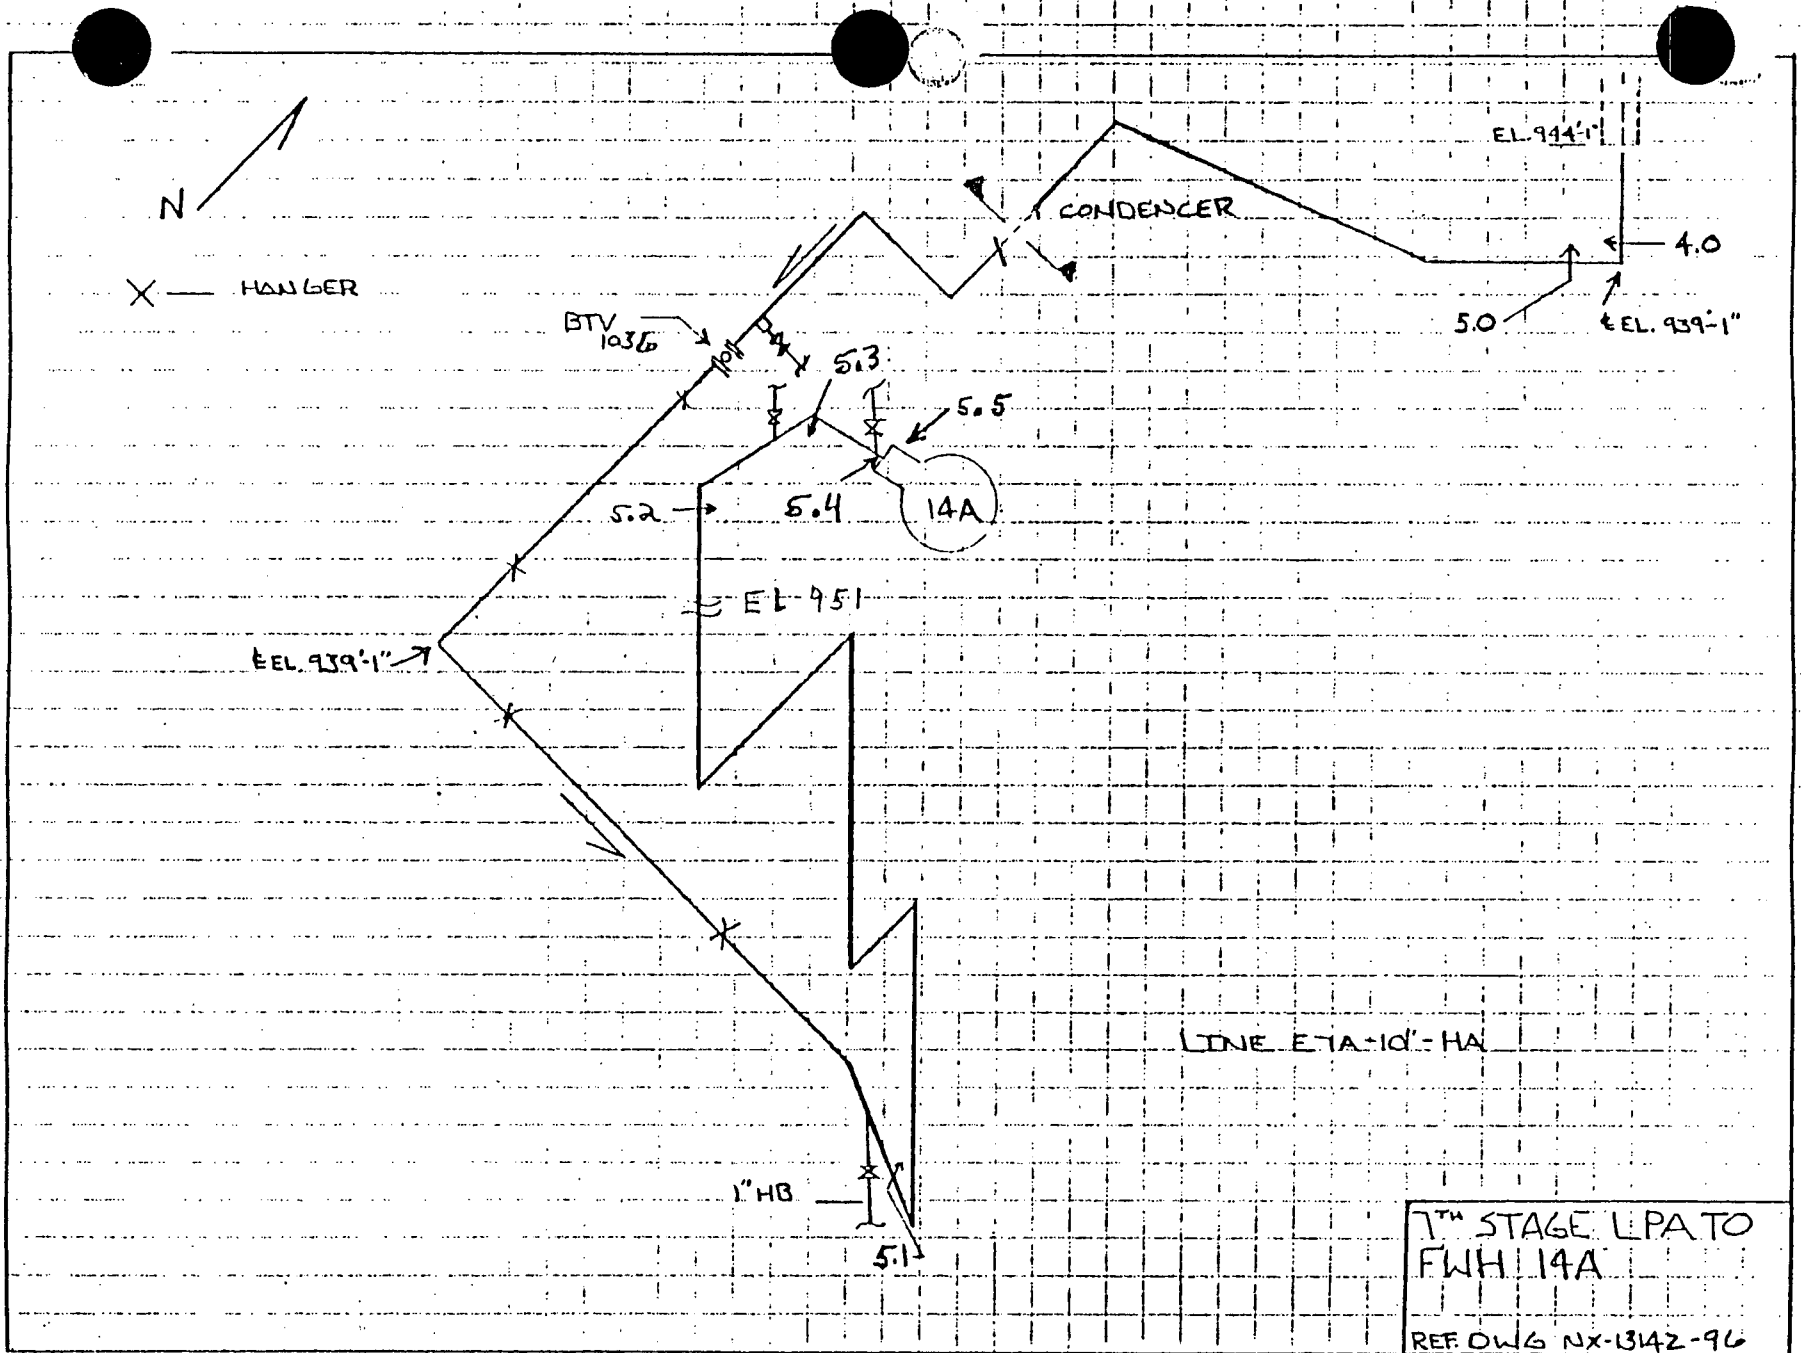 EL. 944'-1"
N
CONDENCER
4.0
X — HANGER
BTV
1036
5.0
₵ EL. 939'-1"
5.3
5.5
5.2
5.4
14A
EL 951
₵ EL. 939'-1"
LINE E7A-10"-HA
1" HB
5.1
7TH STAGE LPA TO
FWH 14A
REF. DWG NX-13142-96